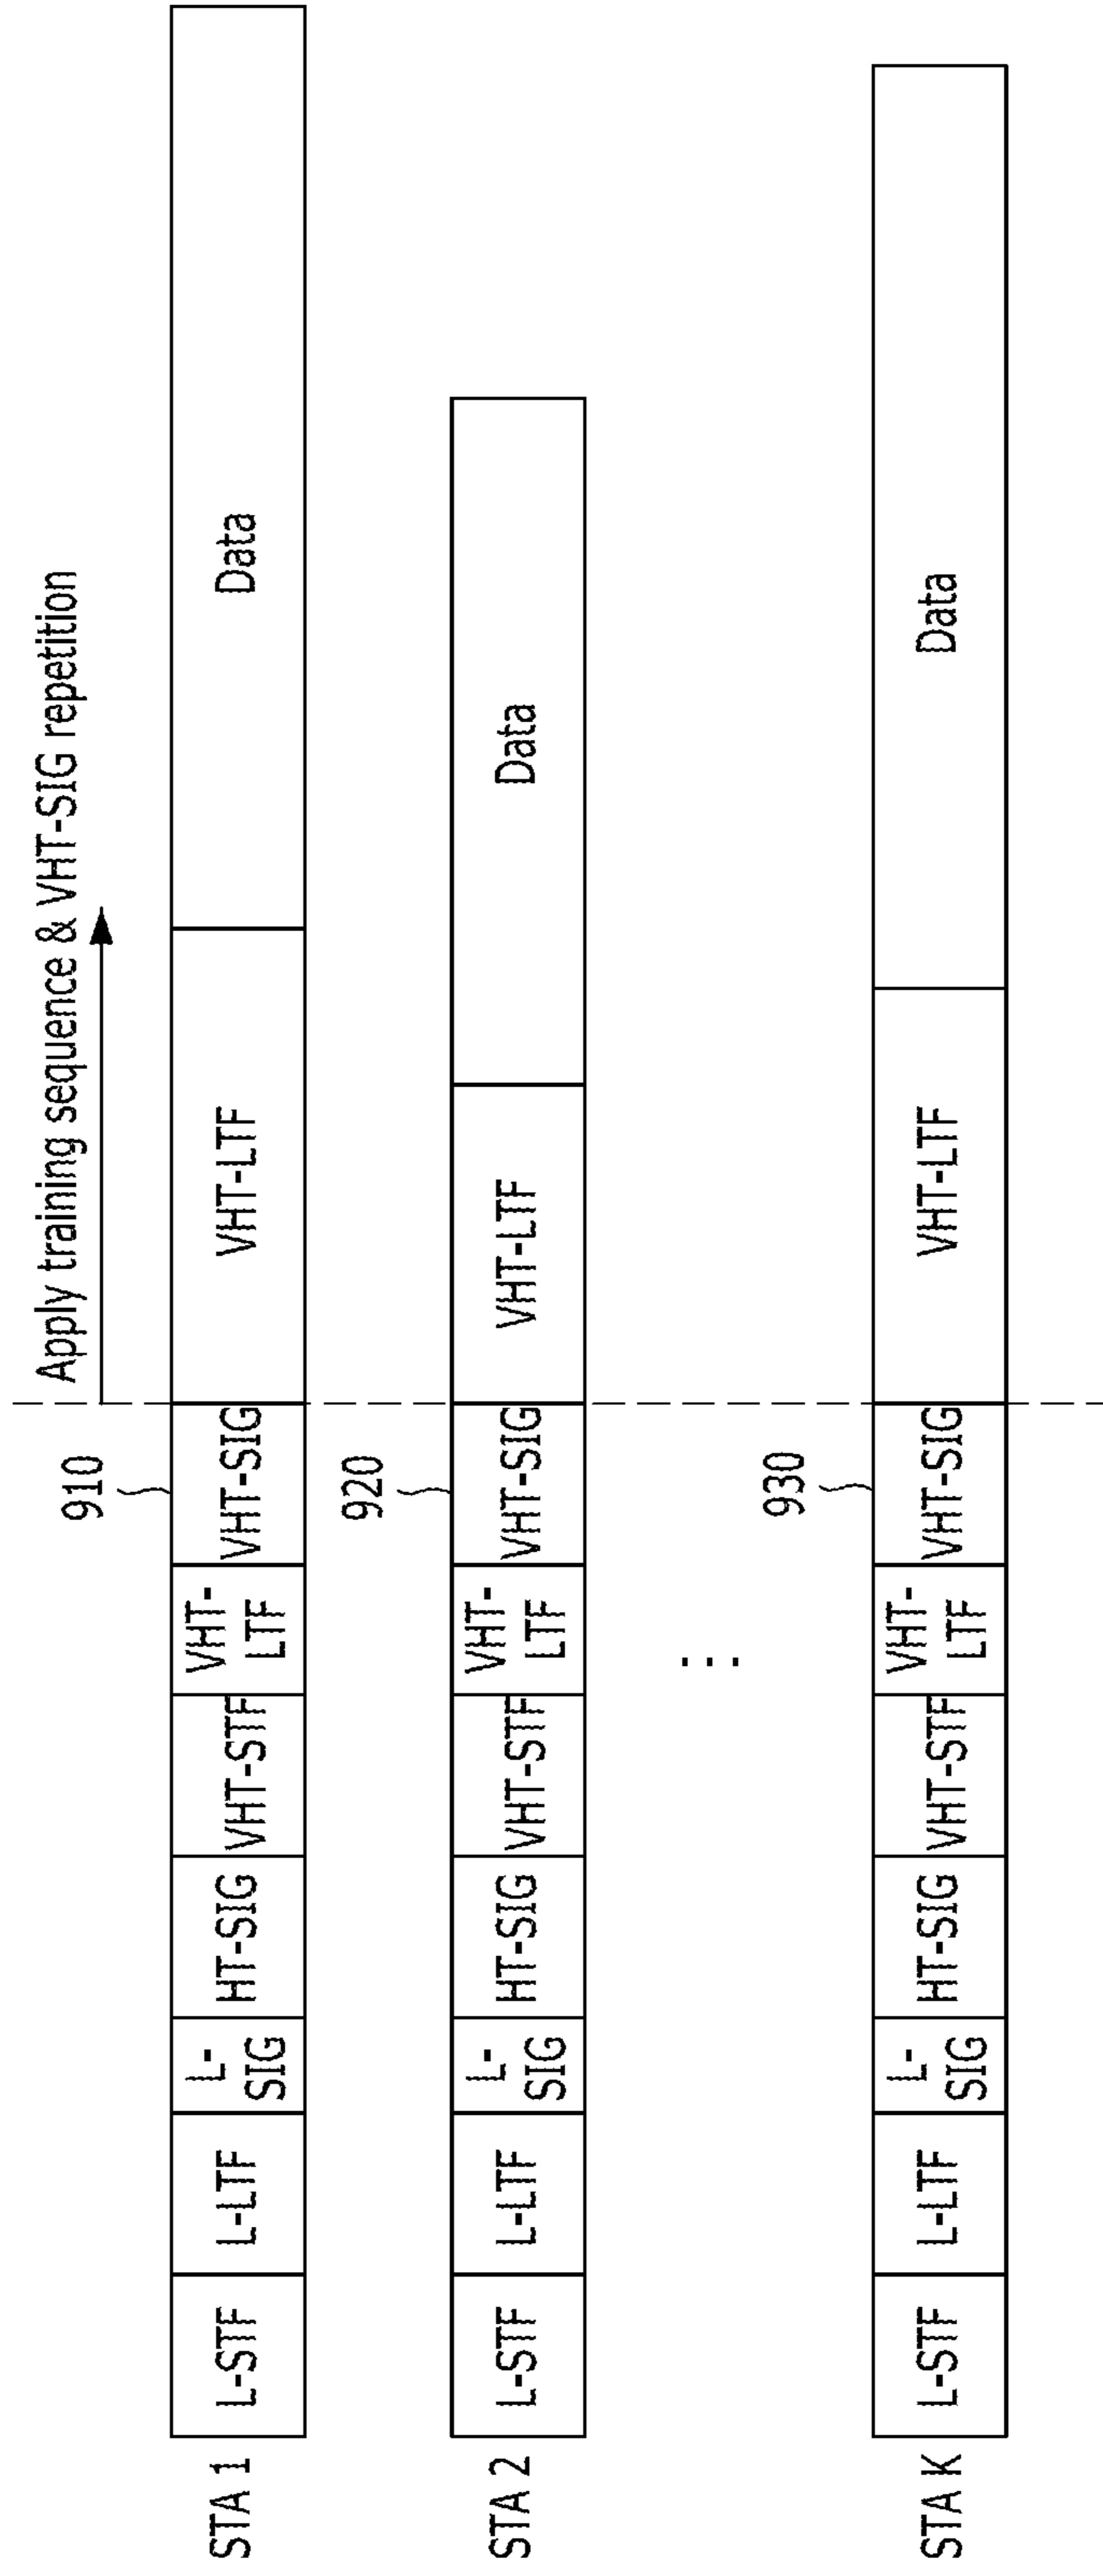 Apply training sequence & VHT-SIG repetition
910
STA 1
L-STF
L-LTF
L-
SIG
HT-SIG
VHT-STF
VHT-
LTF
VHT-SIG
VHT-LTF
Data
920
STA 2
L-STF
L-LTF
L-
SIG
HT-SIG
VHT-STF
VHT-
LTF
VHT-SIG
VHT-LTF
Data
...
930
STA K
L-STF
L-LTF
L-
SIG
HT-SIG
VHT-STF
VHT-
LTF
VHT-SIG
VHT-LTF
Data